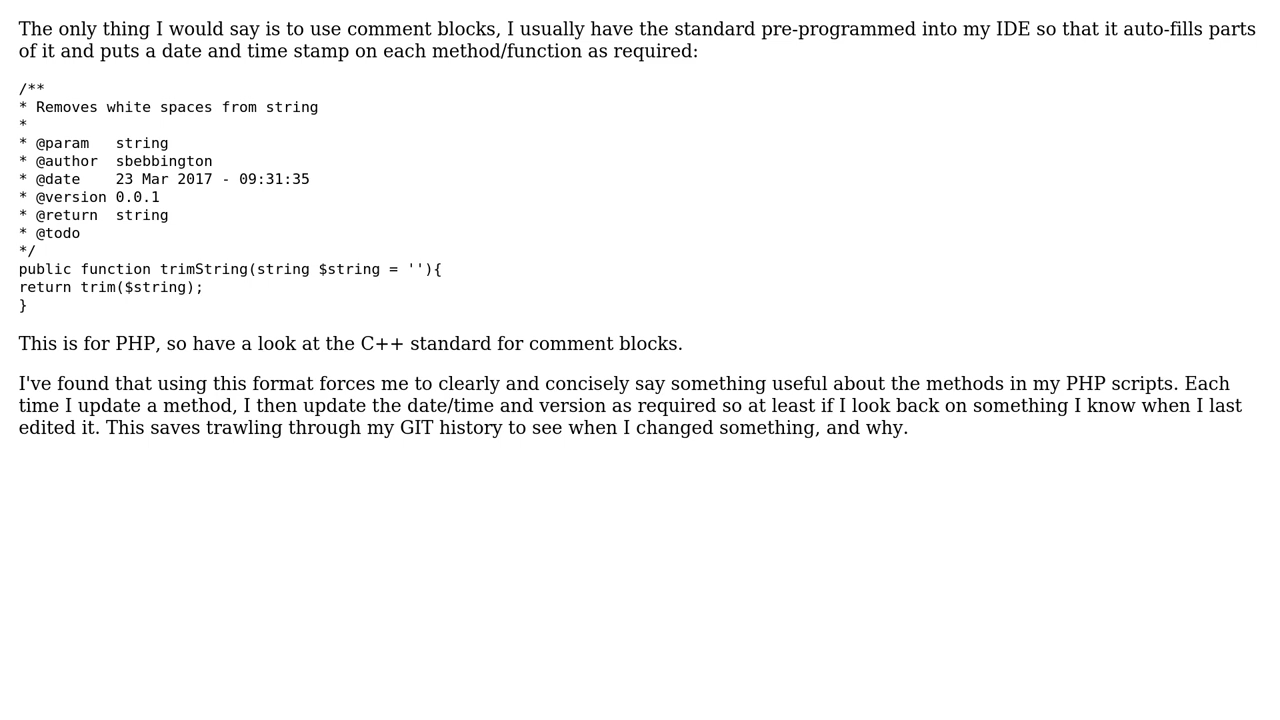 The only thing I would say is to use comment blocks, I usually have the standard pre-programmed into my IDE so that it auto-fills parts
of it and puts a date and time stamp on each method/function as required:
/**
* Removes white spaces from string
*
* @param   string
* @author  sbebbington
* @date    23 Mar 2017 - 09:31:35
* @version 0.0.1
* @return  string
* @todo
*/
public function trimString(string $string = ''){
return trim($string);
}
This is for PHP, so have a look at the C++ standard for comment blocks.
I've found that using this format forces me to clearly and concisely say something useful about the methods in my PHP scripts. Each
time I update a method, I then update the date/time and version as required so at least if I look back on something I know when I last
edited it. This saves trawling through my GIT history to see when I changed something, and why.